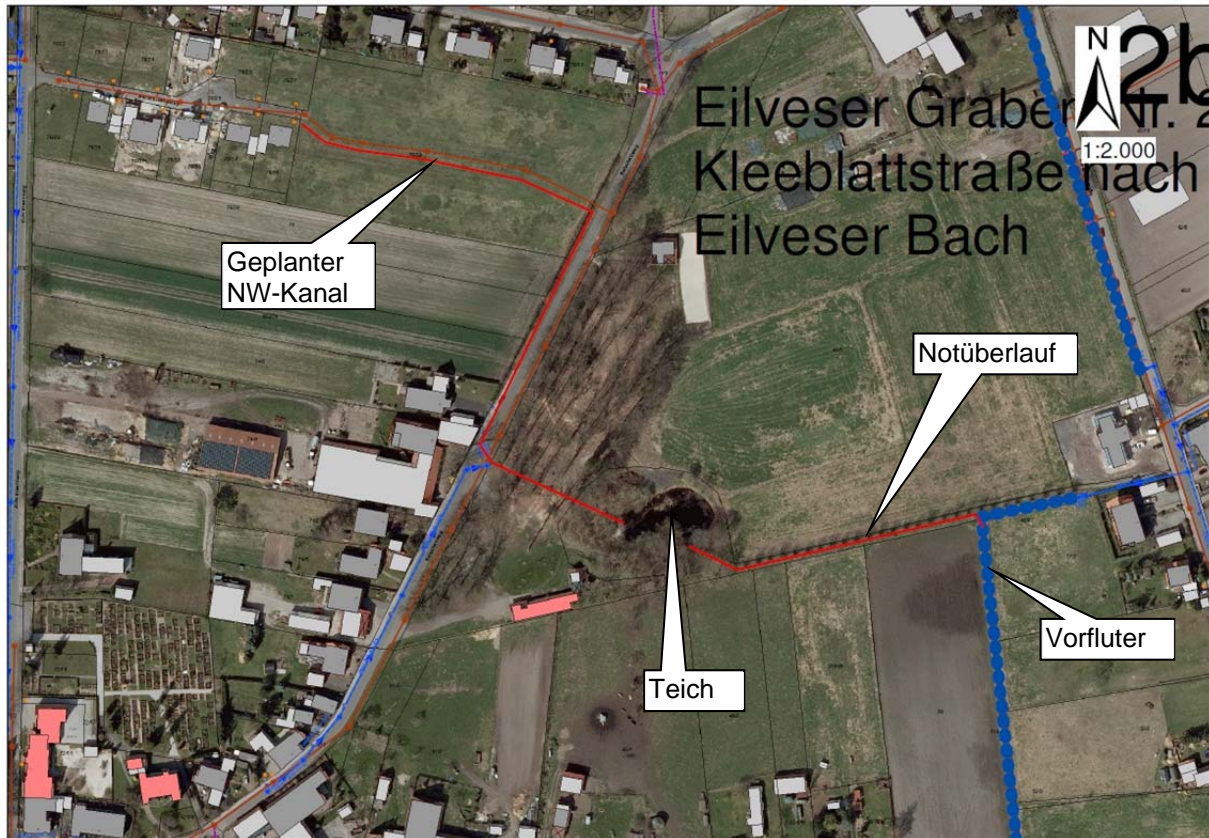 N
2b
Eilveser Graben Nr. 2
1:2.000
Kleeblattstraße nach
Eilveser Bach
Geplanter
NW-Kanal
Notüberlauf
Vorfluter
Teich